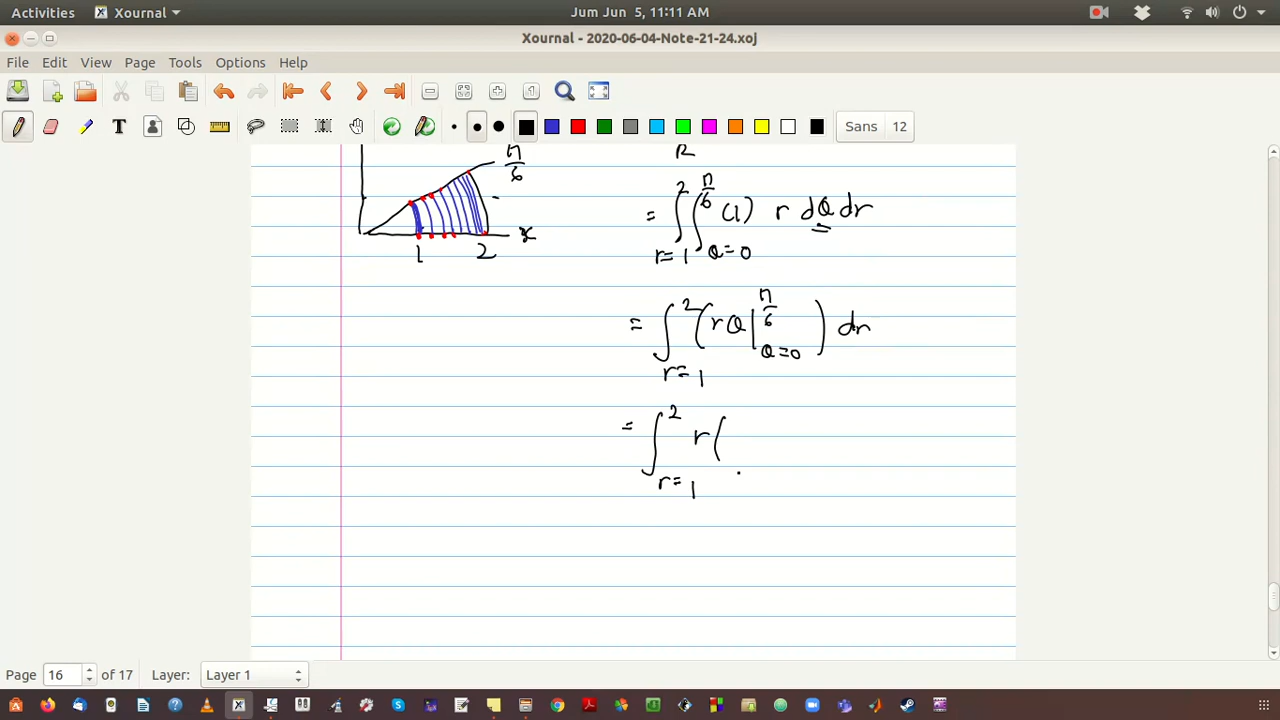 Activities Xournal Jum Jun 5, 11:11 AM
Xournal - 2020-06-04-Note-21-24.xoj
File Edit View Page Tools Options Help
Sans 12
π/6
R
x
1 2
= ∫_{r=1}^{2} ∫_{θ=0}^{π/6} (1) r dθ dr
= ∫_{r=1}^{2} (rθ |_{θ=0}^{π/6}) dr
= ∫_{r=1}^{2} r (
Page 16 of 17 Layer: Layer 1